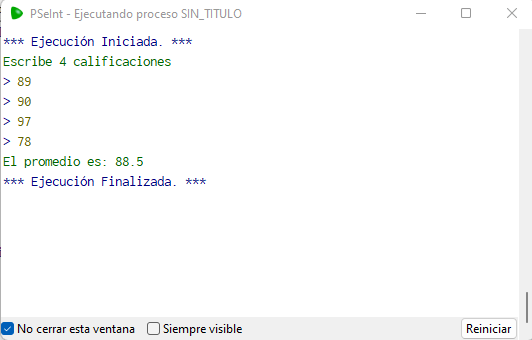 PSeInt - Ejecutando proceso SIN_TITULO
*** Ejecución Iniciada. ***
Escribe 4 calificaciones
> 89
> 90
> 97
> 78
El promedio es: 88.5
*** Ejecución Finalizada. ***
No cerrar esta ventana Siempre visible Reiniciar